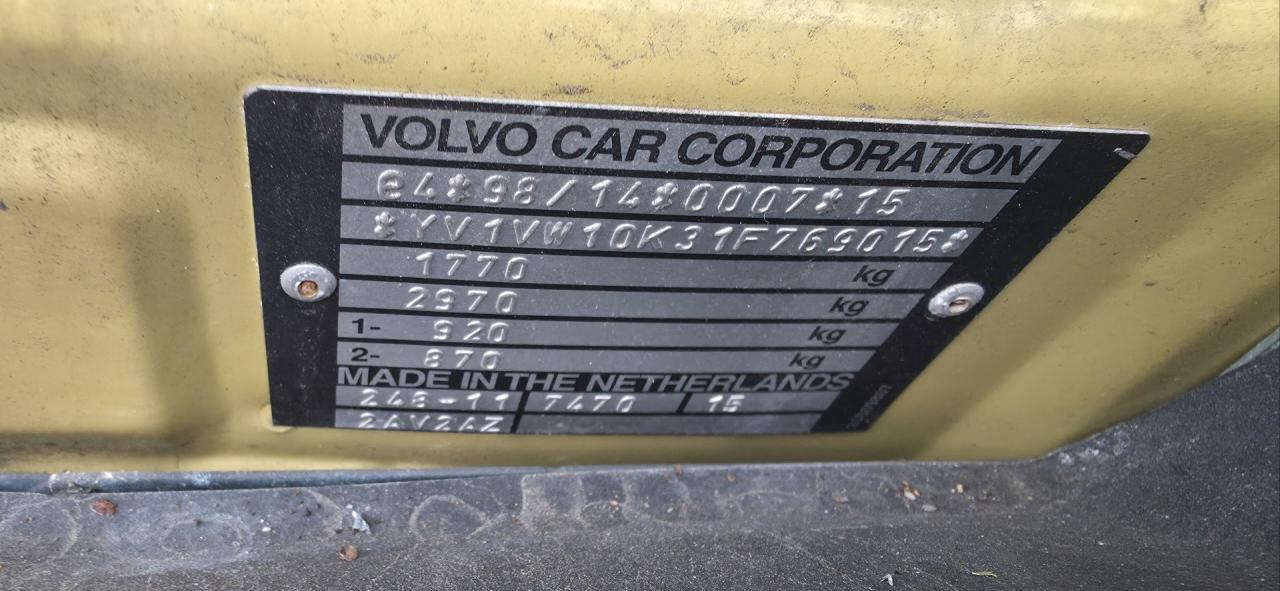 VOLVO CAR CORPORATION
e4*98/14*0007*15
*YV1VW10K31F769015*
1770 kg
2970 kg
1- 920 kg
2- 870 kg
MADE IN THE NETHERLANDS
248-11 7470 15
2AV2AZ